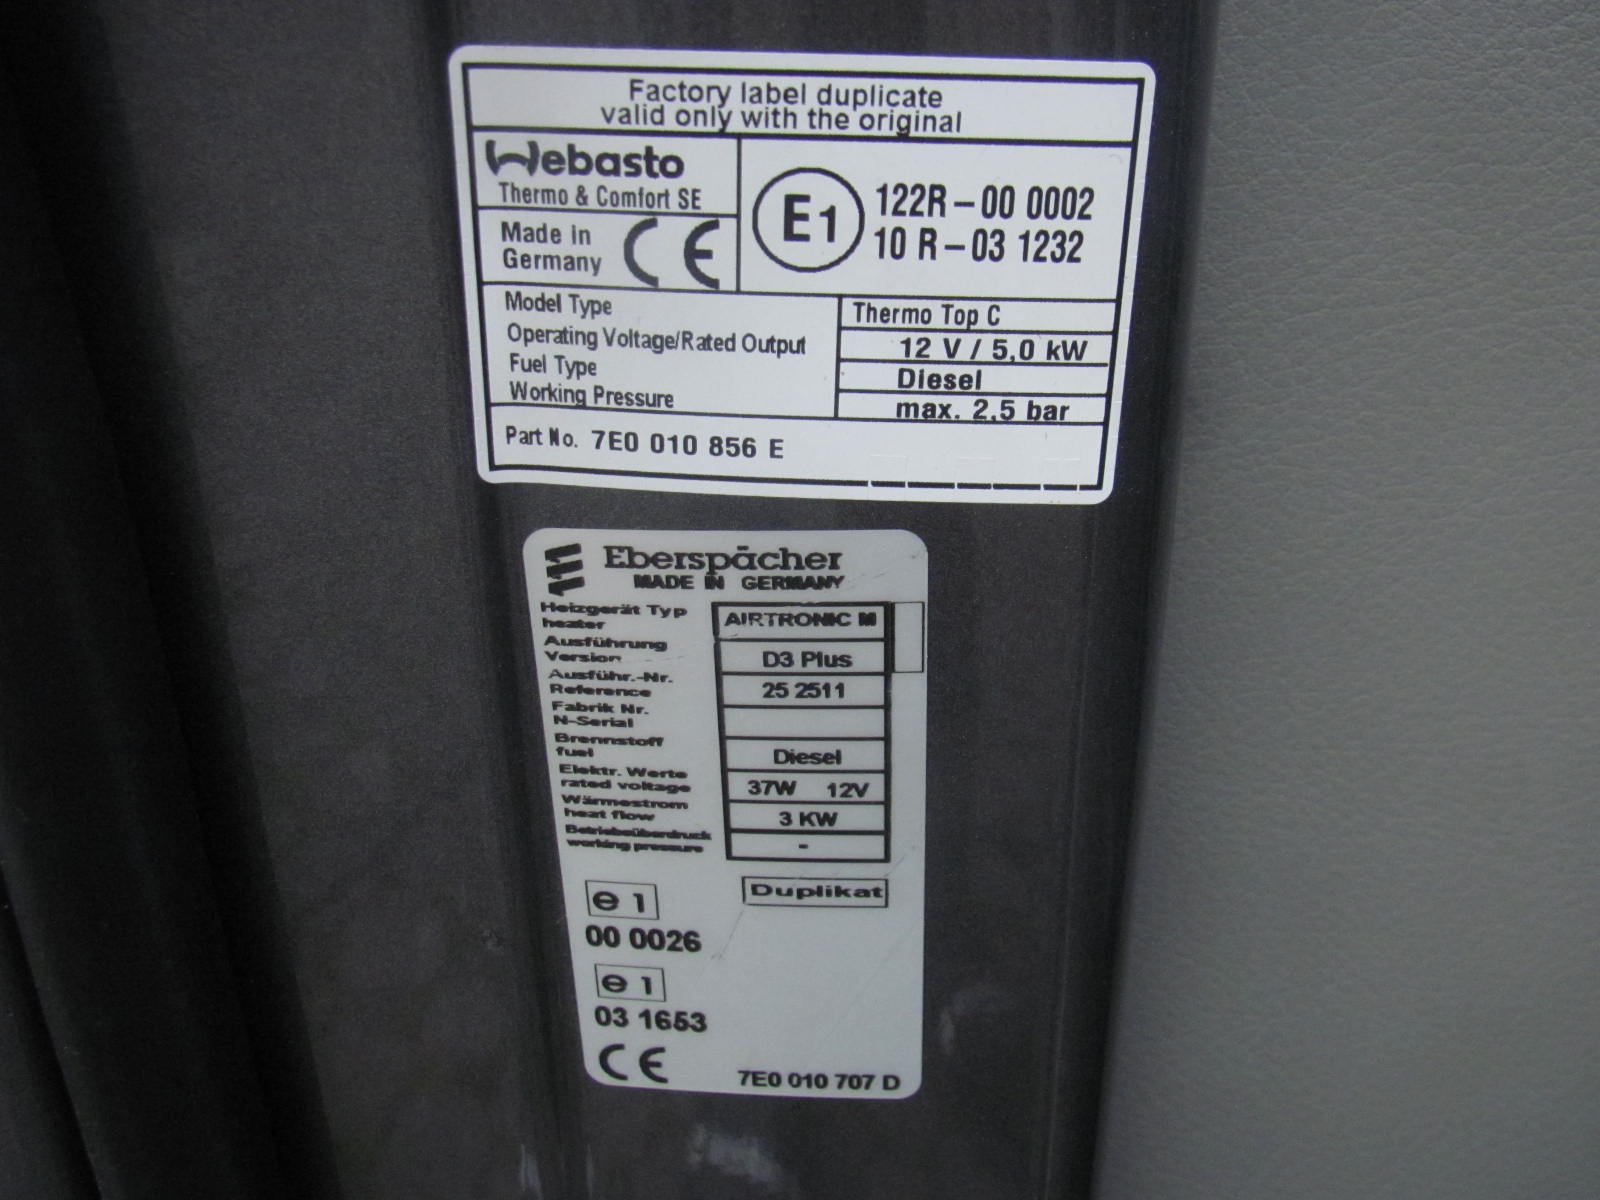 Factory label duplicate
valid only with the original
Webasto
Thermo & Comfort SE
Made in
Germany
CE
E1
122R-00 0002
10 R-03 1232
Model Type
Thermo Top C
Operating Voltage/Rated Output
12 V / 5,0 kW
Fuel Type
Diesel
Working Pressure
max. 2,5 bar
Part No. 7E0 010 856 E
Eberspächer
MADE IN GERMANY
Heizgerät Typ
heater
AIRTRONIC M
Ausführung
Version
D3 Plus
Ausführ.-Nr.
Reference
25 2511
Fabrik Nr.
N-Serial
Brennstoff
fuel
Diesel
Elektr. Werte
rated voltage
37W 12V
Wärmestrom
heat flow
3 KW
Betriebsüberdruck
working pressure
-
e 1
Duplikat
00 0026
e 1
03 1653
CE
7E0 010 707 D